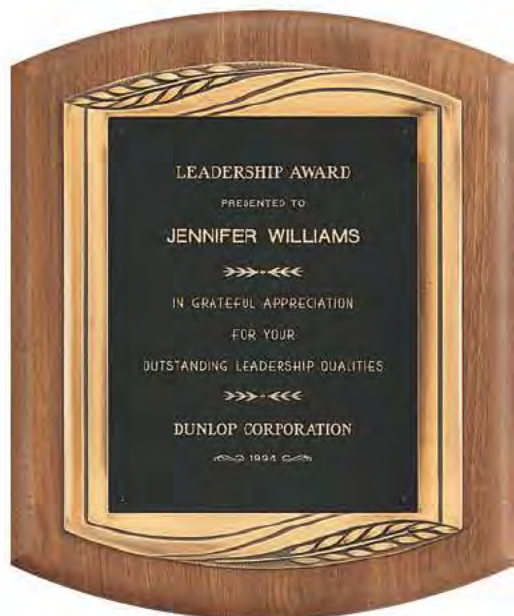 LEADERSHIP AWARD
PRESENTED TO
JENNIFER WILLIAMS
IN GRATEFUL APPRECIATION
FOR YOUR
OUTSTANDING LEADERSHIP QUALITIES
DUNLOP CORPORATION
1994